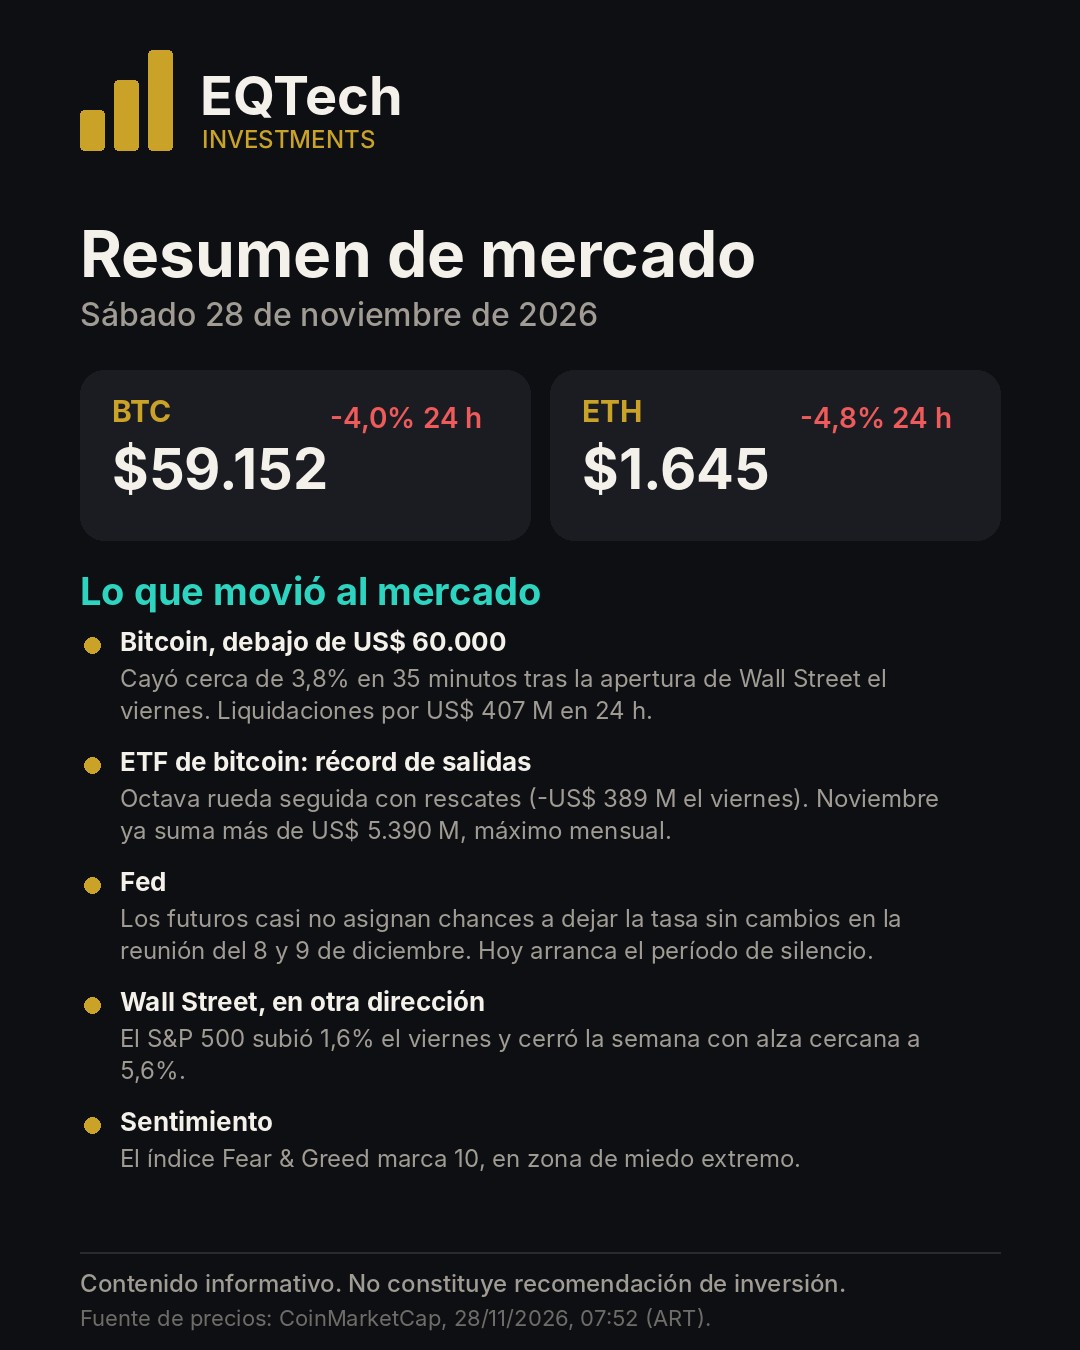 EQTech
INVESTMENTS
Resumen de mercado
Sábado 28 de noviembre de 2026
BTC
-4,0% 24 h
$59.152
ETH
-4,8% 24 h
$1.645
Lo que movió al mercado
Bitcoin, debajo de US$ 60.000
Cayó cerca de 3,8% en 35 minutos tras la apertura de Wall Street el
viernes. Liquidaciones por US$ 407 M en 24 h.
ETF de bitcoin: récord de salidas
Octava rueda seguida con rescates (-US$ 389 M el viernes). Noviembre
ya suma más de US$ 5.390 M, máximo mensual.
Fed
Los futuros casi no asignan chances a dejar la tasa sin cambios en la
reunión del 8 y 9 de diciembre. Hoy arranca el período de silencio.
Wall Street, en otra dirección
El S&P 500 subió 1,6% el viernes y cerró la semana con alza cercana a
5,6%.
Sentimiento
El índice Fear & Greed marca 10, en zona de miedo extremo.
Contenido informativo. No constituye recomendación de inversión.
Fuente de precios: CoinMarketCap, 28/11/2026, 07:52 (ART).